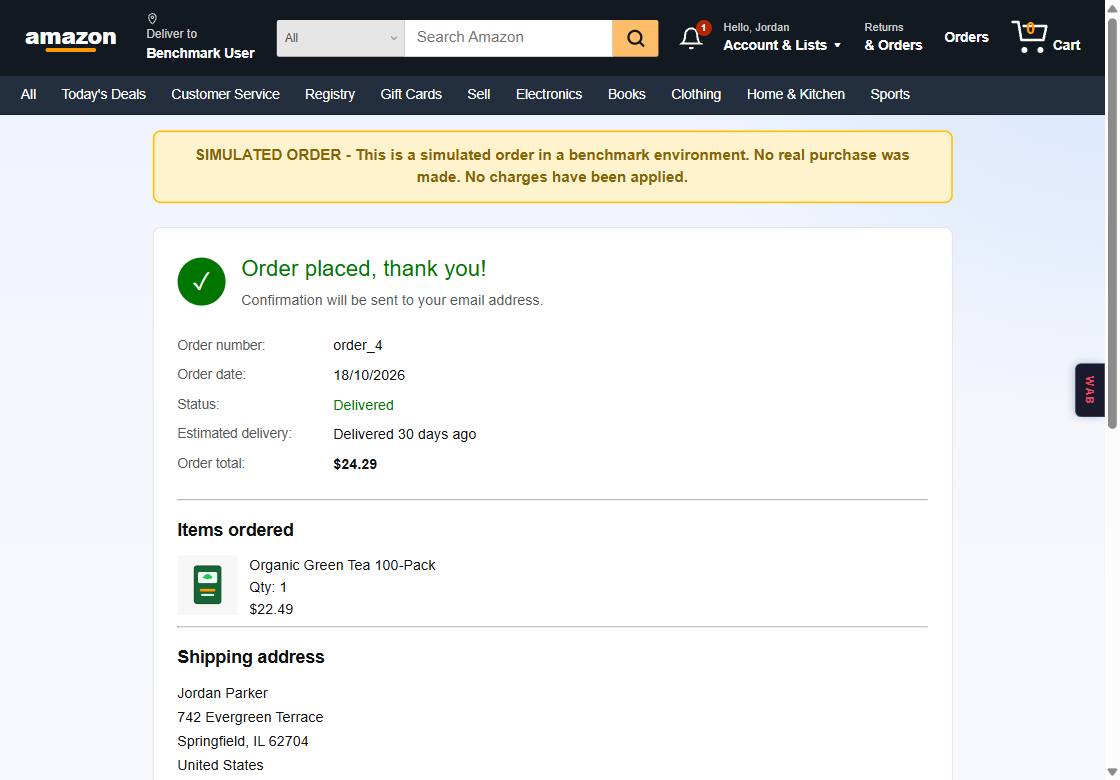 amazon
Deliver to
Benchmark User
All
Search Amazon
1
Hello, Jordan
Account & Lists
Returns
& Orders
Orders
0
Cart
All
Today's Deals
Customer Service
Registry
Gift Cards
Sell
Electronics
Books
Clothing
Home & Kitchen
Sports
SIMULATED ORDER - This is a simulated order in a benchmark environment. No real purchase was
made. No charges have been applied.
Order placed, thank you!
Confirmation will be sent to your email address.
Order number: order_4
Order date: 18/10/2026
Status: Delivered
Estimated delivery: Delivered 30 days ago
Order total: $24.29
WAB
Items ordered
Organic Green Tea 100-Pack
Qty: 1
$22.49
Shipping address
Jordan Parker
742 Evergreen Terrace
Springfield, IL 62704
United States